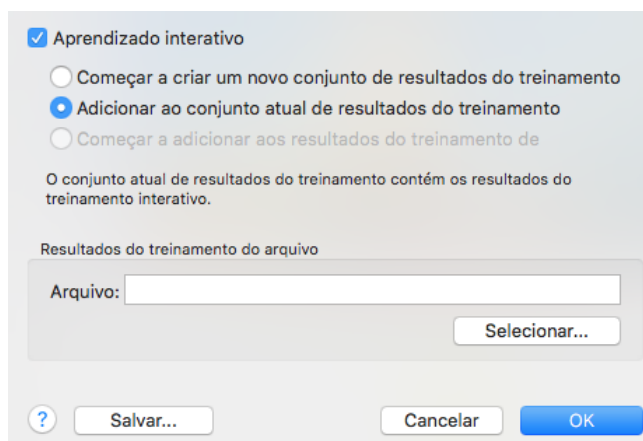 Aprendizado interativo
Começar a criar um novo conjunto de resultados do treinamento
Adicionar ao conjunto atual de resultados do treinamento
Começar a adicionar aos resultados do treinamento de
O conjunto atual de resultados do treinamento contém os resultados do
treinamento interativo.
Resultados do treinamento do arquivo
Arquivo:
Selecionar...
? Salvar... Cancelar OK